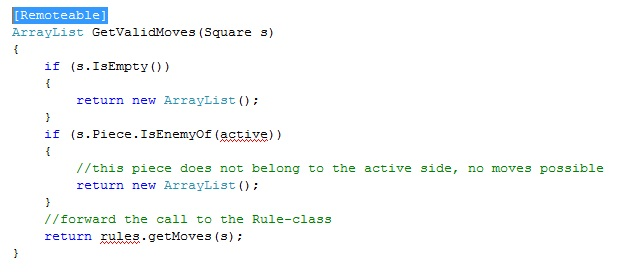 [Remoteable]
ArrayList GetValidMoves(Square s)
{
    if (s.IsEmpty())
    {
        return new ArrayList();
    }
    if (s.Piece.IsEnemyOf(active))
    {
        //this piece does not belong to the active side, no moves possible
        return new ArrayList();
    }
    //forward the call to the Rule-class
    return rules.getMoves(s);
}